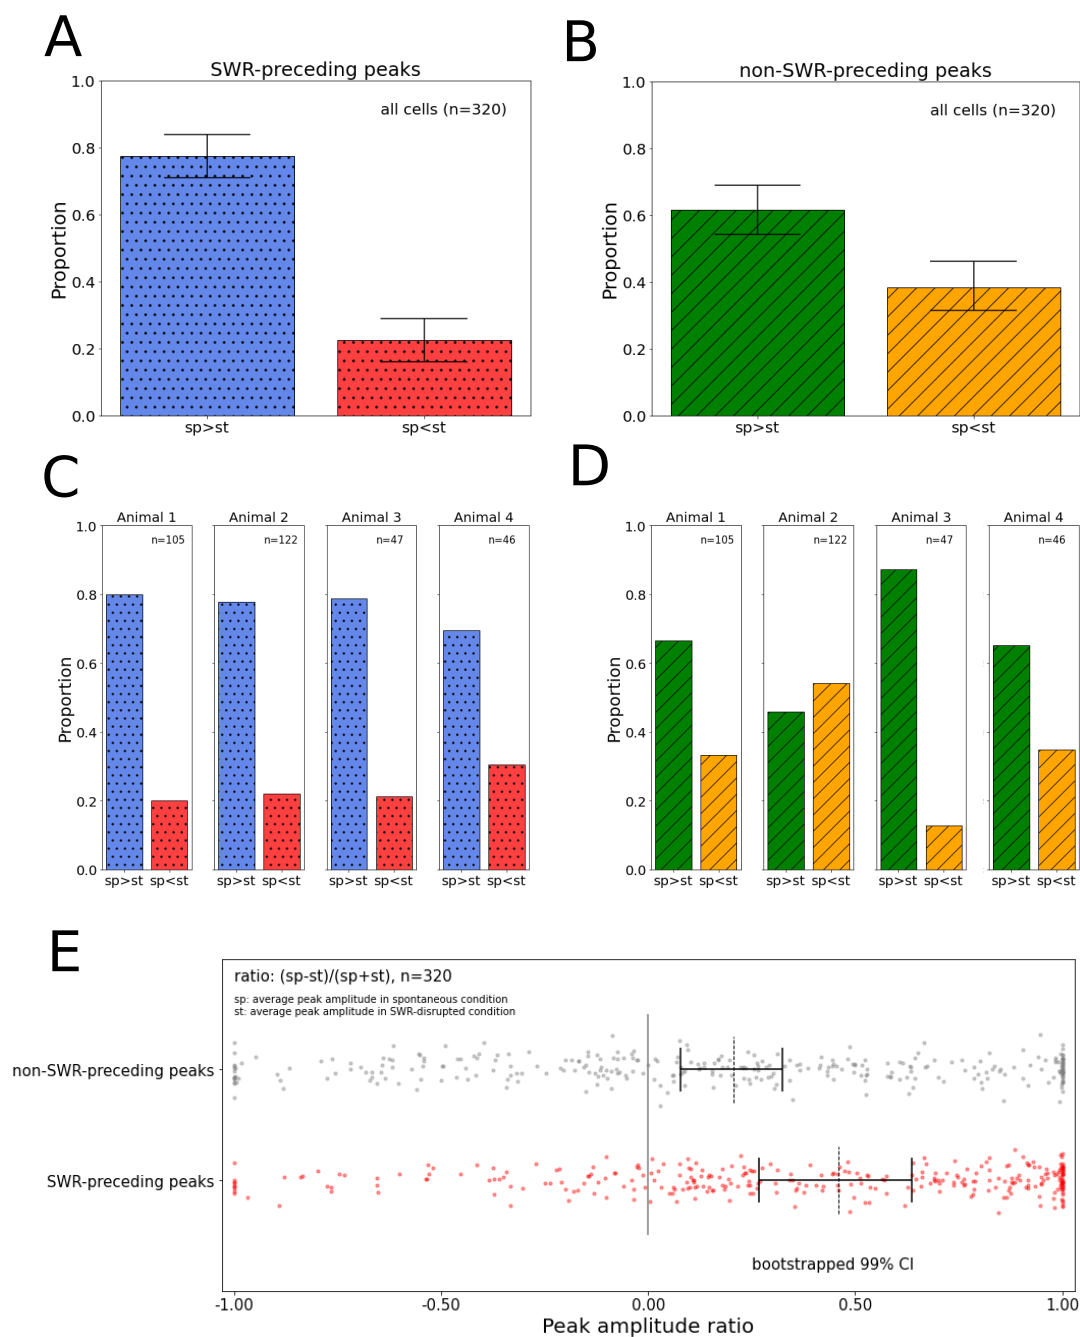 A
SWR-preceding peaks
all cells (n=320)
Proportion
1.0
0.8
0.6
0.4
0.2
0.0
sp>st
sp<st
B
non-SWR-preceding peaks
all cells (n=320)
Proportion
1.0
0.8
0.6
0.4
0.2
0.0
sp>st
sp<st
C
Proportion
1.0
0.8
0.6
0.4
0.2
0.0
Animal 1
n=105
sp>st sp<st
Animal 2
n=122
sp>st sp<st
Animal 3
n=47
sp>st sp<st
Animal 4
n=46
sp>st sp<st
D
Proportion
1.0
0.8
0.6
0.4
0.2
0.0
Animal 1
n=105
sp>st sp<st
Animal 2
n=122
sp>st sp<st
Animal 3
n=47
sp>st sp<st
Animal 4
n=46
sp>st sp<st
E
ratio: (sp-st)/(sp+st), n=320
sp: average peak amplitude in spontaneous condition
st: average peak amplitude in SWR-disrupted condition
non-SWR-preceding peaks
SWR-preceding peaks
bootstrapped 99% CI
-1.00
-0.50
0.00
0.50
1.00
Peak amplitude ratio